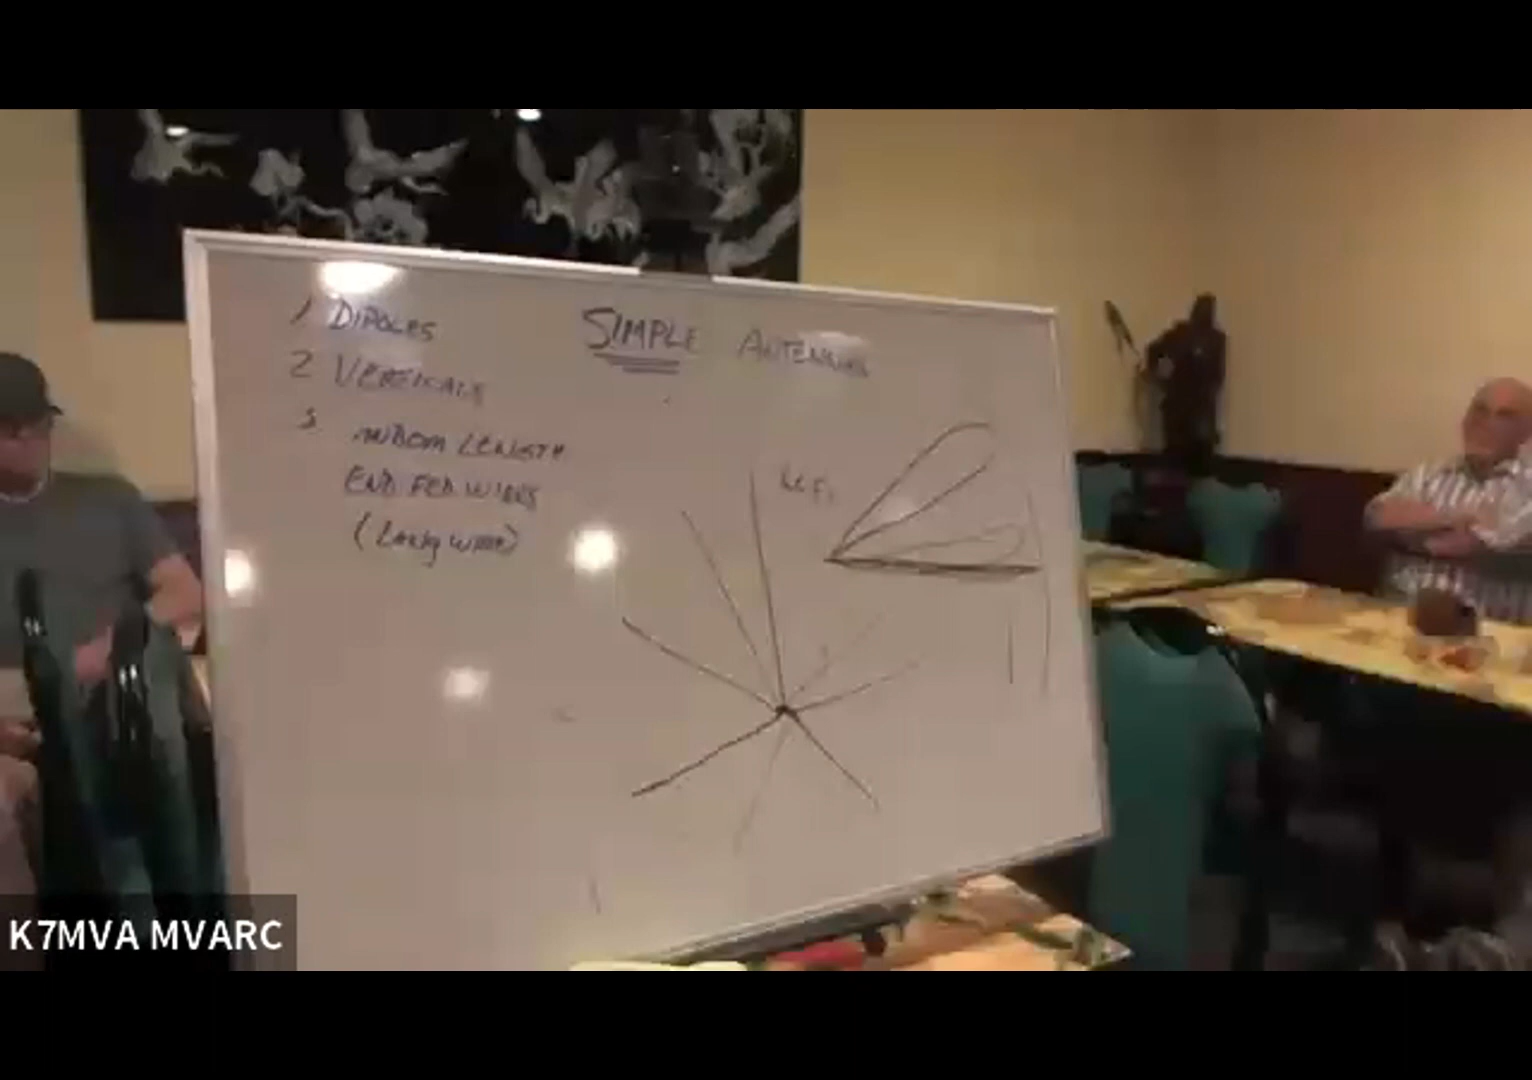 SIMPLE ANTENNAS
1 DIPOLES
2 VERTICALS
3 RANDOM LENGTH
END FED WIRES
(Long wire)
K7MVA MVARC